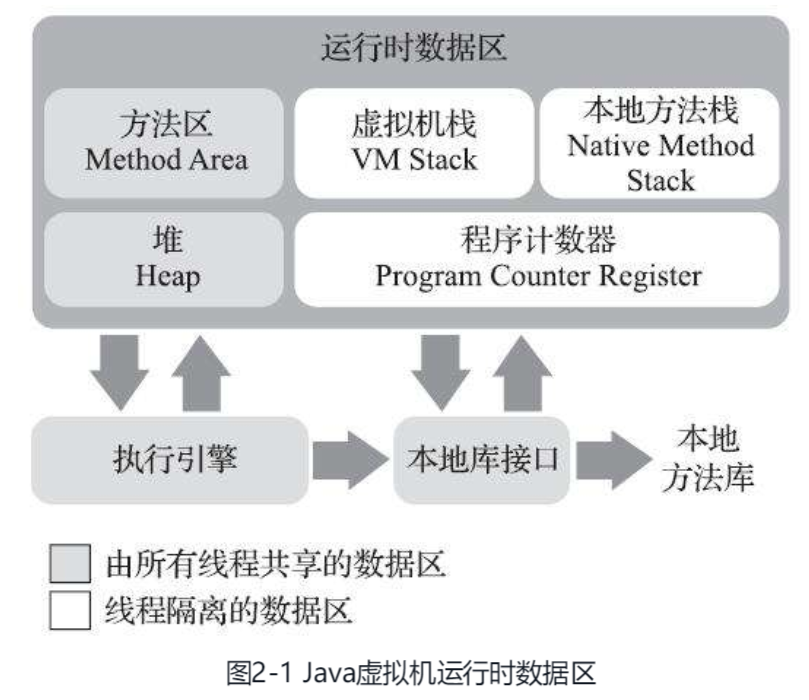 运行时数据区
方法区
Method Area
虚拟机栈
VM Stack
本地方法栈
Native Method
Stack
堆
Heap
程序计数器
Program Counter Register
执行引擎
本地库接口
本地
方法库
由所有线程共享的数据区
线程隔离的数据区
图2-1 Java虚拟机运行时数据区